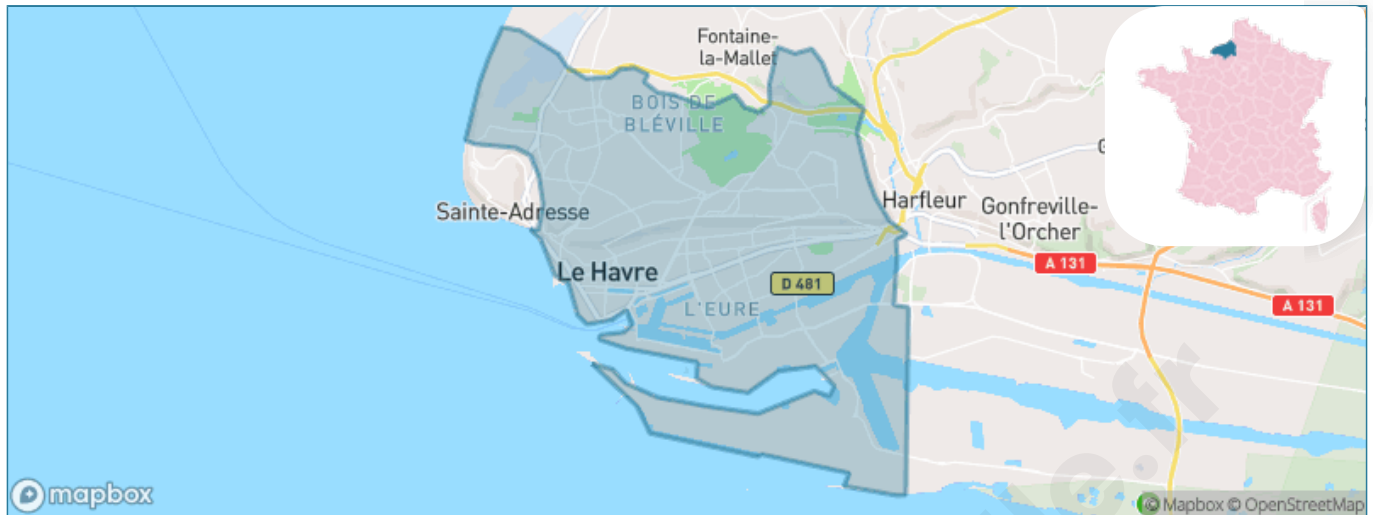 Fontaine-
la-Mallet
BOIS DE
BLÉVILLE
G
Sainte-Adresse
Harfleur
Gonfreville-
l'Orcher
A 131
Le Havre
D 481
L'EURE
A 131
mapbox
© Mapbox © OpenStreetMap